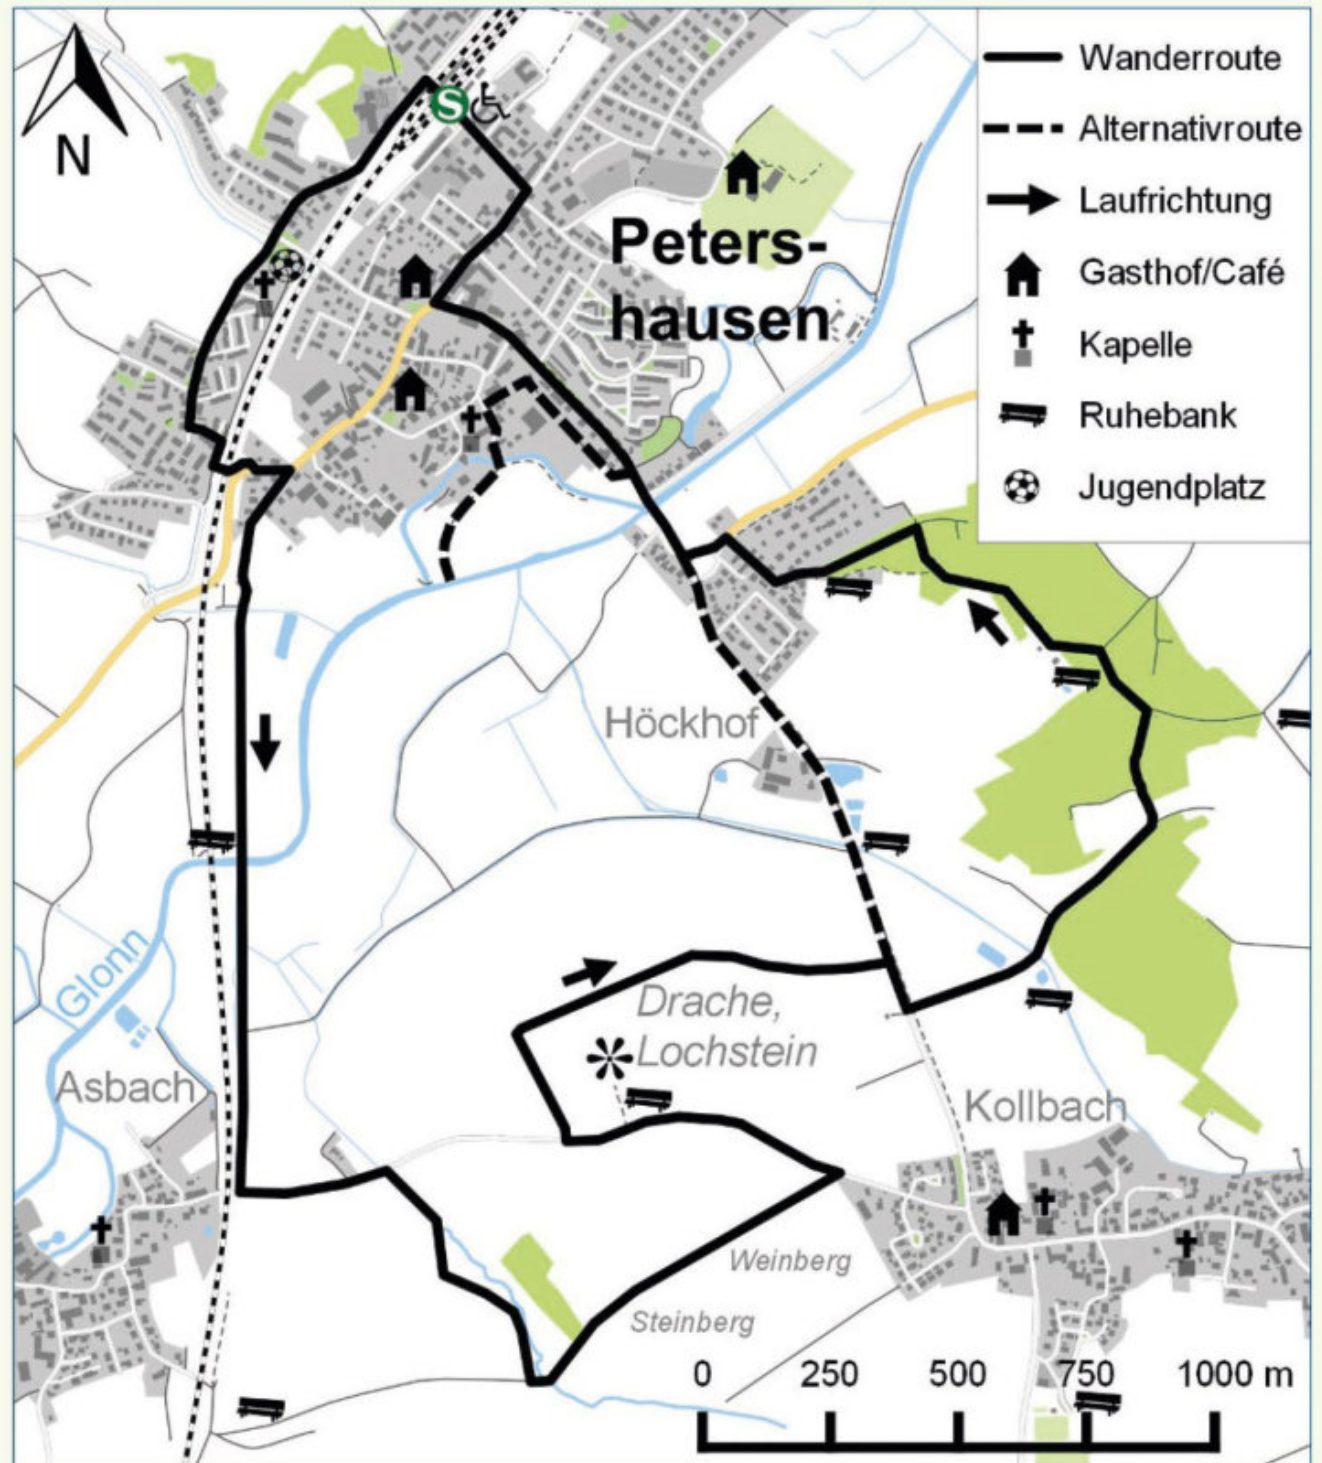 N
S
Wanderroute
Alternativroute
Laufrichtung
Gasthof/Café
Kapelle
Ruhebank
Jugendplatz
Peters-
hausen
Höckhof
Glonn
Drache,
Lochstein
Asbach
Kollbach
Weinberg
Steinberg
0 250 500 750 1000 m